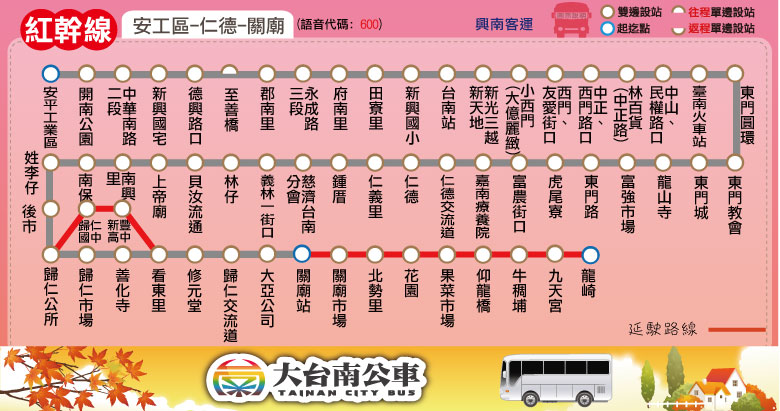 紅幹線
安工區-仁德-關廟
(語音代碼: 600)
興南客運
雙邊設站
往程單邊設站
起迄點
返程單邊設站
安平工業區
開南公園
中華南路二段
新興國宅
德興路口
至善橋
郡南里
永成路三段
府南里
田寮里
新興國小
台南站
新光三越新天地
小西門(大億麗緻)
西門、友愛街口
中正、西門路口
林百貨(中正路)
中山、民權路口
臺南火車站
東門圓環
東門教會
東門城
龍山寺
富強市場
東門路
虎尾寮
富農街口
嘉南療養院
仁德交流道
仁德
仁義里
鍾厝
慈濟台南分會
義林一街口
林仔
貝汝流通
上帝廟
南興里
南保
姓李仔
後市
歸仁國中
新豐高中
歸仁公所
歸仁市場
善化寺
看東里
修元堂
歸仁交流道
大亞公司
關廟站
關廟市場
北勢里
花園
果菜市場
仰龍橋
牛稠埔
九天宮
龍崎
延駛路線
大台南公車
TAINAN CITY BUS